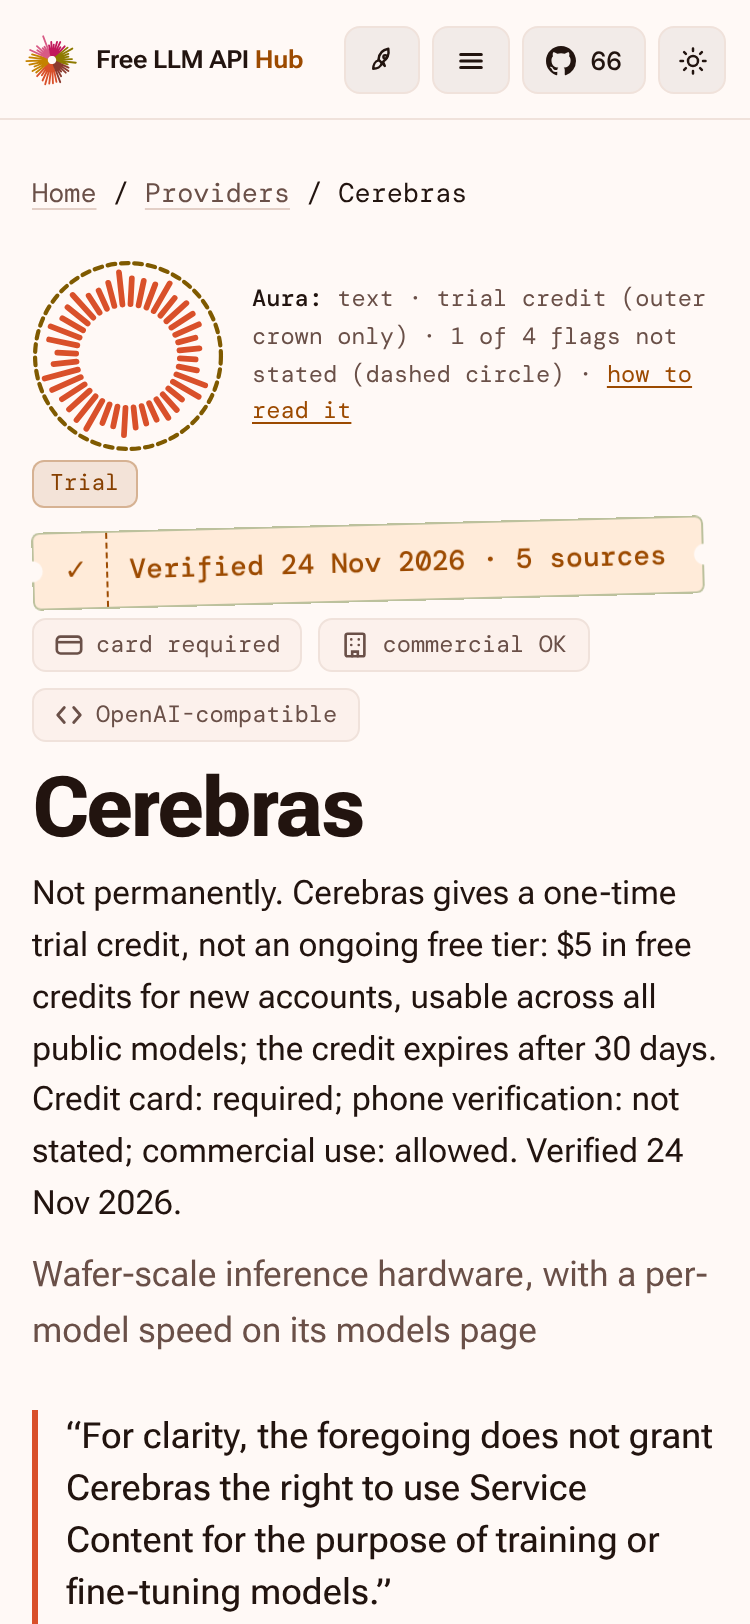 Free LLM API Hub
66
Home / Providers / Cerebras
Aura: text · trial credit (outer
crown only) · 1 of 4 flags not
stated (dashed circle) · how to
read it
Trial
✓ Verified 24 Nov 2026 · 5 sources
card required
commercial OK
OpenAI-compatible
Cerebras
Not permanently. Cerebras gives a one-time
trial credit, not an ongoing free tier: $5 in free
credits for new accounts, usable across all
public models; the credit expires after 30 days.
Credit card: required; phone verification: not
stated; commercial use: allowed. Verified 24
Nov 2026.
Wafer-scale inference hardware, with a per-
model speed on its models page
“For clarity, the foregoing does not grant
Cerebras the right to use Service
Content for the purpose of training or
fine-tuning models.”